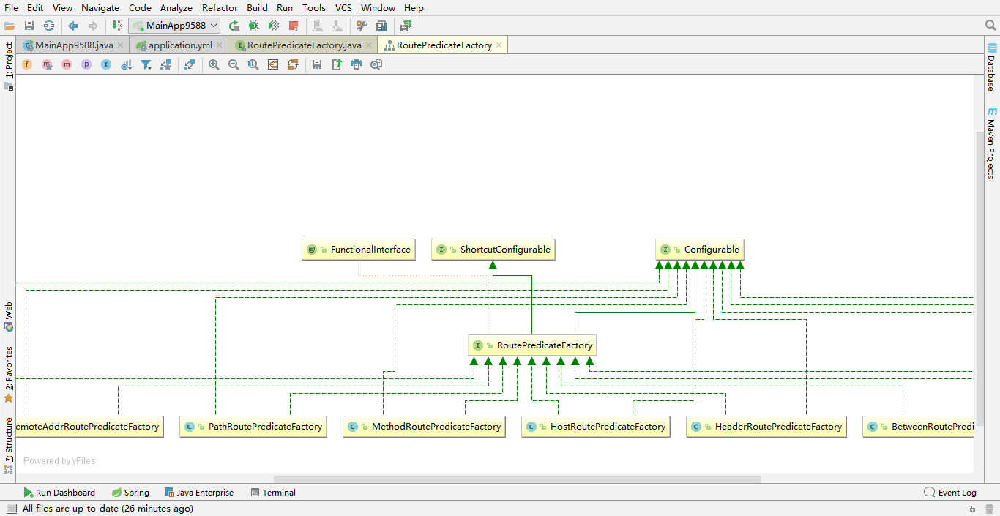 File Edit View Navigate Code Analyze Refactor Build Run Tools VCS Window Help
MainApp9588
MainApp9588.java application.yml RoutePredicateFactory.java RoutePredicateFactory
1: Project
Database
Maven Projects
FunctionalInterface ShortcutConfigurable Configurable
RoutePredicateFactory
emoteAddrRoutePredicateFactory PathRoutePredicateFactory MethodRoutePredicateFactory HostRoutePredicateFactory HeaderRoutePredicateFactory BetweenRoutePredi
Web
2: Favorites
7: Structure
Powered by yFiles
Run Dashboard Spring Java Enterprise Terminal Event Log
All files are up-to-date (26 minutes ago)